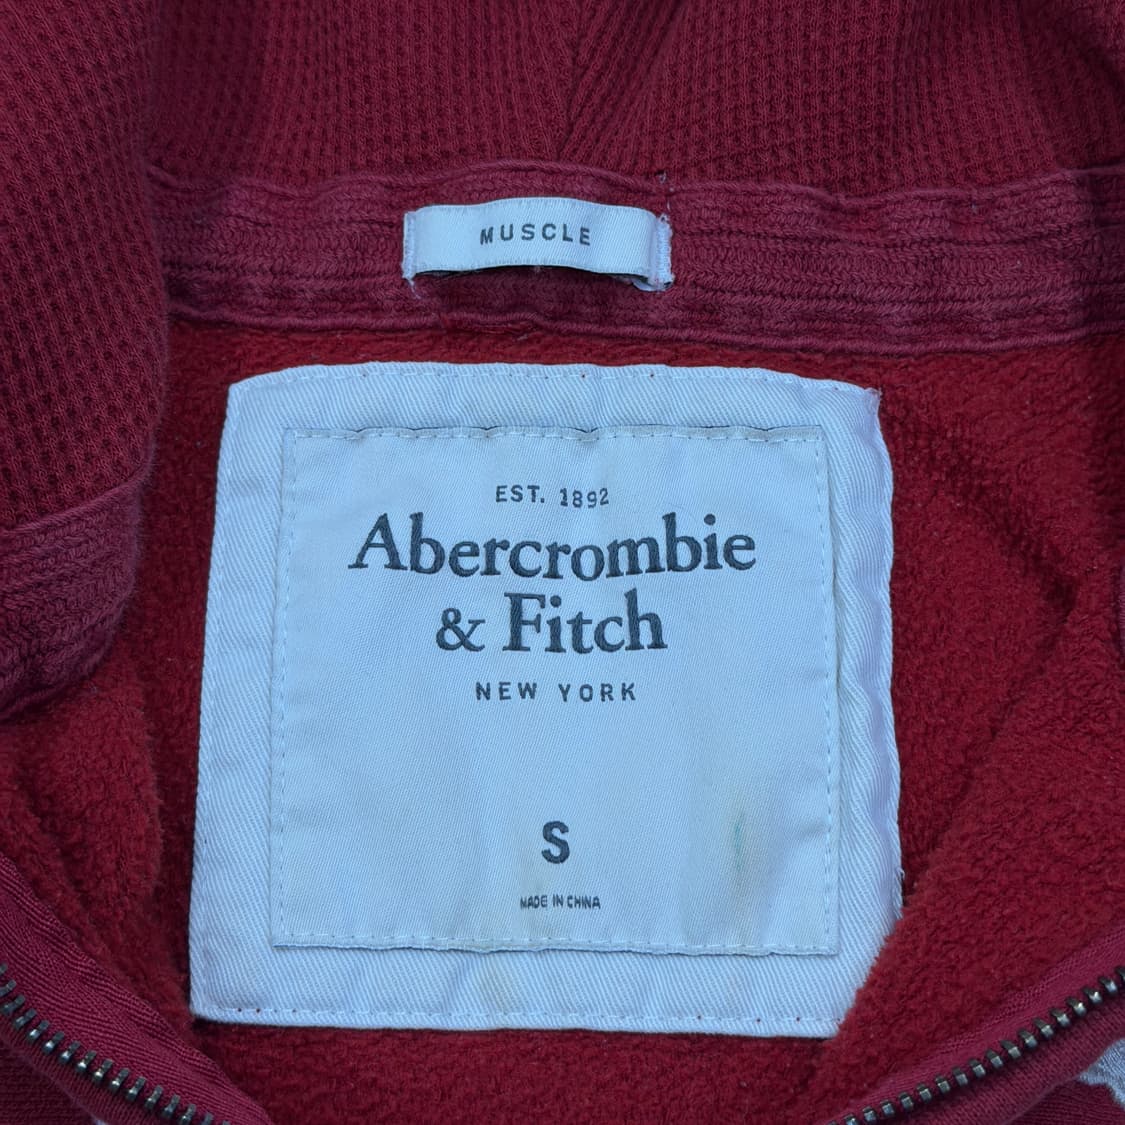 MUSCLE
EST. 1892
Abercrombie
& Fitch
NEW YORK
S
MADE IN CHINA